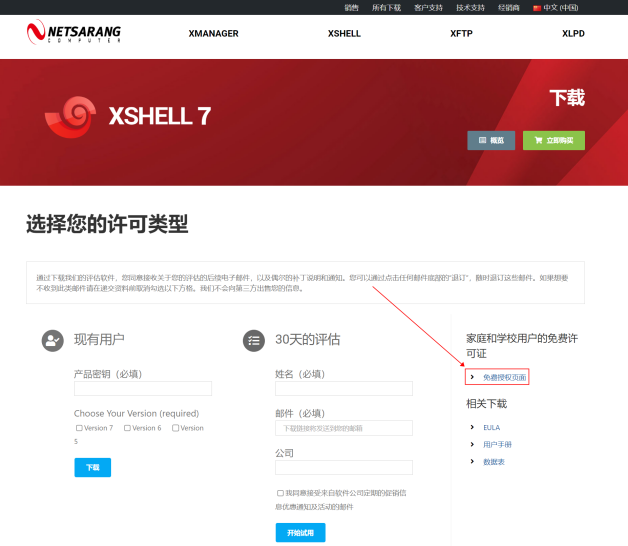 销售 所有下载 客户支持 技术支持 经销商 中文 (中国)
NETSARANG
COMPUTER
XMANAGER XSHELL XFTP XLPD
下载
XSHELL 7
概览 立即购买
选择您的许可类型
通过下载我们的评估软件，您同意接收关于您的评估的后续电子邮件，以及偶尔的补丁说明和通知。您可以通过点击任何邮件底部的"退订"，随时退订这些邮件。如果想要
不收到此类邮件请在递交资料前取消勾选以下方格。我们不会向第三方出售您的信息。
现有用户
产品密钥（必填）
Choose Your Version (required)
Version 7 Version 6 Version
5
下载
30天的评估
姓名（必填）
邮件（必填）
下载链接将发送到您的邮箱
公司
我同意接受来自软件公司定期的促销信
息优惠通知及活动的邮件
开始试用
家庭和学校用户的免费许
可证
免费授权页面
相关下载
EULA
用户手册
数据表